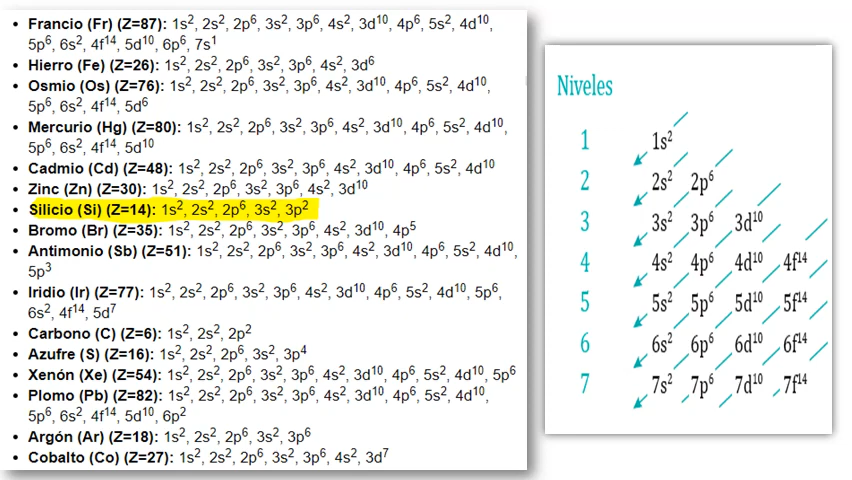 • Francio (Fr) (Z=87): 1s², 2s², 2p⁶, 3s², 3p⁶, 4s², 3d¹⁰, 4p⁶, 5s², 4d¹⁰,
5p⁶, 6s², 4f¹⁴, 5d¹⁰, 6p⁶, 7s¹
• Hierro (Fe) (Z=26): 1s², 2s², 2p⁶, 3s², 3p⁶, 4s², 3d⁶
• Osmio (Os) (Z=76): 1s², 2s², 2p⁶, 3s², 3p⁶, 4s², 3d¹⁰, 4p⁶, 5s², 4d¹⁰,
5p⁶, 6s², 4f¹⁴, 5d⁶
• Mercurio (Hg) (Z=80): 1s², 2s², 2p⁶, 3s², 3p⁶, 4s², 3d¹⁰, 4p⁶, 5s², 4d¹⁰,
5p⁶, 6s², 4f¹⁴, 5d¹⁰
• Cadmio (Cd) (Z=48): 1s², 2s², 2p⁶, 3s², 3p⁶, 4s², 3d¹⁰, 4p⁶, 5s², 4d¹⁰
• Zinc (Zn) (Z=30): 1s², 2s², 2p⁶, 3s², 3p⁶, 4s², 3d¹⁰
• Silicio (Si) (Z=14): 1s², 2s², 2p⁶, 3s², 3p²
• Bromo (Br) (Z=35): 1s², 2s², 2p⁶, 3s², 3p⁶, 4s², 3d¹⁰, 4p⁵
• Antimonio (Sb) (Z=51): 1s², 2s², 2p⁶, 3s², 3p⁶, 4s², 3d¹⁰, 4p⁶, 5s², 4d¹⁰,
5p³
• Iridio (Ir) (Z=77): 1s², 2s², 2p⁶, 3s², 3p⁶, 4s², 3d¹⁰, 4p⁶, 5s², 4d¹⁰, 5p⁶,
6s², 4f¹⁴, 5d⁷
• Carbono (C) (Z=6): 1s², 2s², 2p²
• Azufre (S) (Z=16): 1s², 2s², 2p⁶, 3s², 3p⁴
• Xenón (Xe) (Z=54): 1s², 2s², 2p⁶, 3s², 3p⁶, 4s², 3d¹⁰, 4p⁶, 5s², 4d¹⁰, 5p⁶
• Plomo (Pb) (Z=82): 1s², 2s², 2p⁶, 3s², 3p⁶, 4s², 3d¹⁰, 4p⁶, 5s², 4d¹⁰,
5p⁶, 6s², 4f¹⁴, 5d¹⁰, 6p²
• Argón (Ar) (Z=18): 1s², 2s², 2p⁶, 3s², 3p⁶
• Cobalto (Co) (Z=27): 1s², 2s², 2p⁶, 3s², 3p⁶, 4s², 3d⁷
Niveles
1 1s²
2 2s² 2p⁶
3 3s² 3p⁶ 3d¹⁰
4 4s² 4p⁶ 4d¹⁰ 4f¹⁴
5 5s² 5p⁶ 5d¹⁰ 5f¹⁴
6 6s² 6p⁶ 6d¹⁰ 6f¹⁴
7 7s² 7p⁶ 7d¹⁰ 7f¹⁴